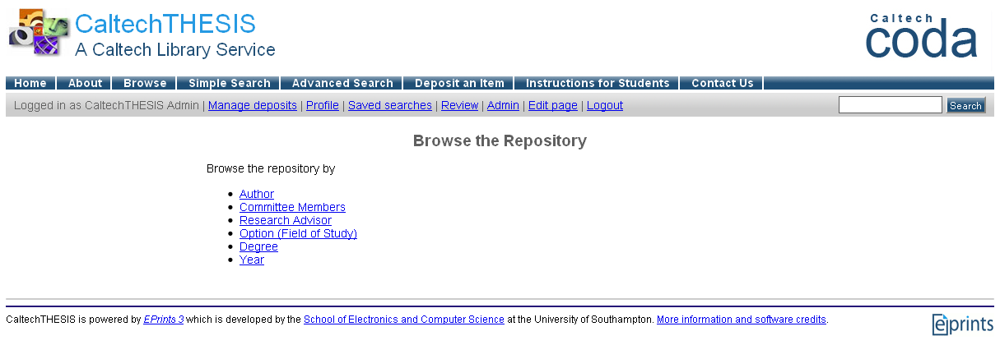 CaltechTHESIS
A Caltech Library Service
Caltech
coda
Home About Browse Simple Search Advanced Search Deposit an Item Instructions for Students Contact Us
Logged in as CaltechTHESIS Admin | Manage deposits | Profile | Saved searches | Review | Admin | Edit page | Logout Search
Browse the Repository
Browse the repository by
• Author
• Committee Members
• Research Advisor
• Option (Field of Study)
• Degree
• Year
CaltechTHESIS is powered by EPrints 3 which is developed by the School of Electronics and Computer Science at the University of Southampton. More information and software credits.
eprints